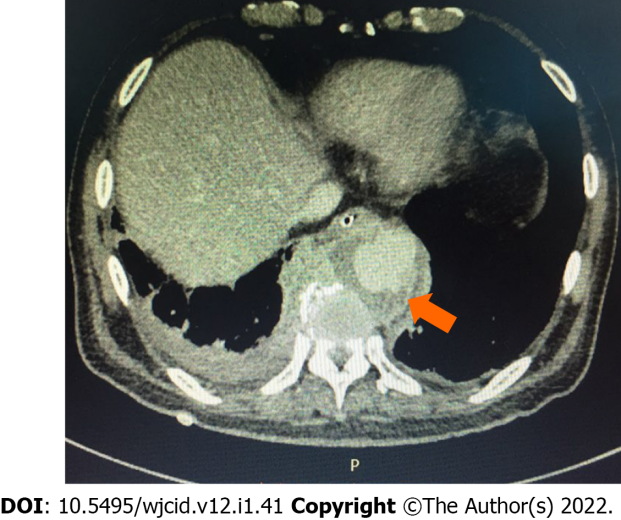 P
DOI: 10.5495/wjcid.v12.i1.41 Copyright ©The Author(s) 2022.